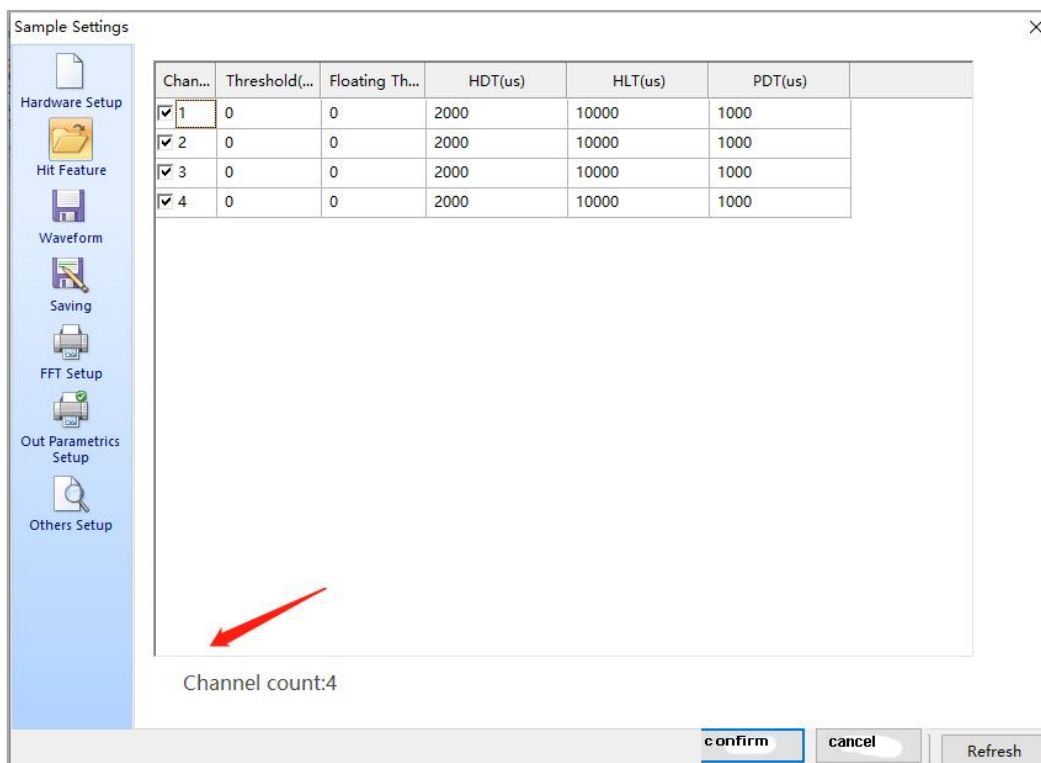 Sample Settings
Hardware Setup
Hit Feature
Waveform
Saving
FFT Setup
Out Parametrics
Setup
Others Setup
Chan... Threshold(... Floating Th... HDT(us) HLT(us) PDT(us)
1 0 0 2000 10000 1000
2 0 0 2000 10000 1000
3 0 0 2000 10000 1000
4 0 0 2000 10000 1000
Channel count:4
confirm cancel Refresh